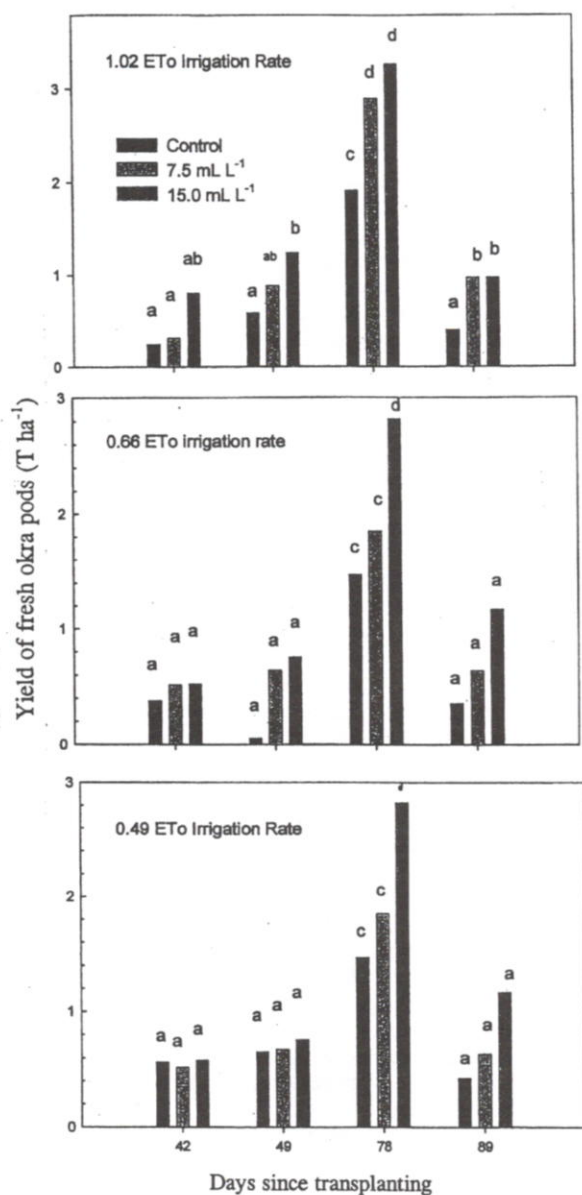 1.02 ETo Irrigation Rate
Control
7.5 mL L⁻¹
15.0 mL L⁻¹
3
2
1
0
a a ab
a ab b
c d d
a b b
Yield of fresh okra pods (T ha⁻¹)
0.66 ETo irrigation rate
3
2
1
0
a a a
a a a
c c d
a a a
0.49 ETo Irrigation Rate
3
2
1
0
a a a
a a a
c c
a a a
42 49 78 89
Days since transplanting